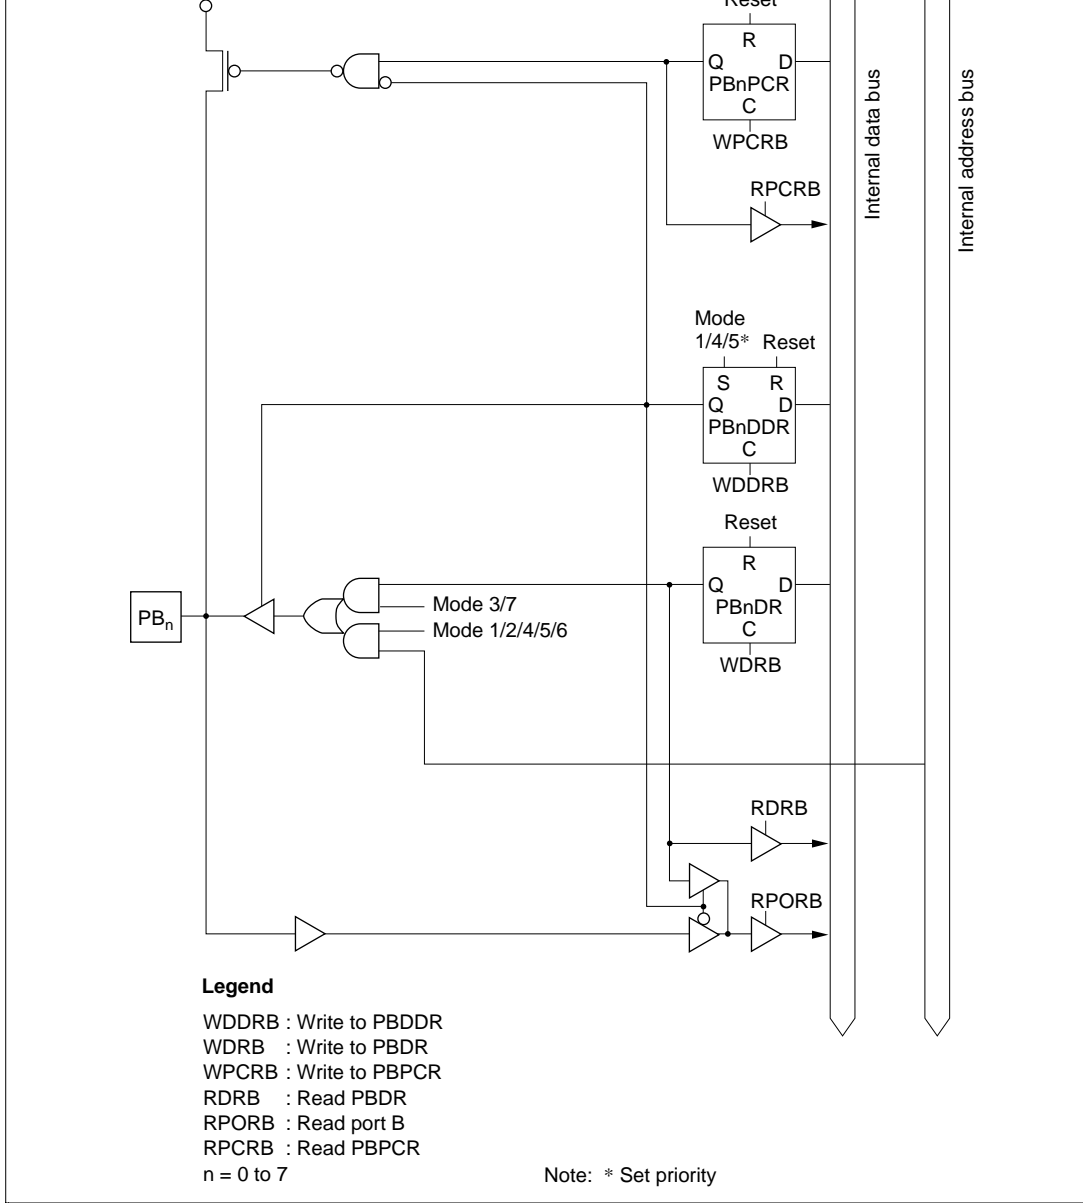 Reset
R
Q D
PBnPCR
C
WPCRB
RPCRB
Internal data bus
Internal address bus
Mode
1/4/5* Reset
S R
Q D
PBnDDR
C
WDDRB
Reset
R
Q D
PBnDR
C
WDRB
PBn
Mode 3/7
Mode 1/2/4/5/6
RDRB
RPORB
Legend
WDDRB : Write to PBDDR
WDRB : Write to PBDR
WPCRB : Write to PBPCR
RDRB : Read PBDR
RPORB : Read port B
RPCRB : Read PBPCR
n = 0 to 7
Note: * Set priority